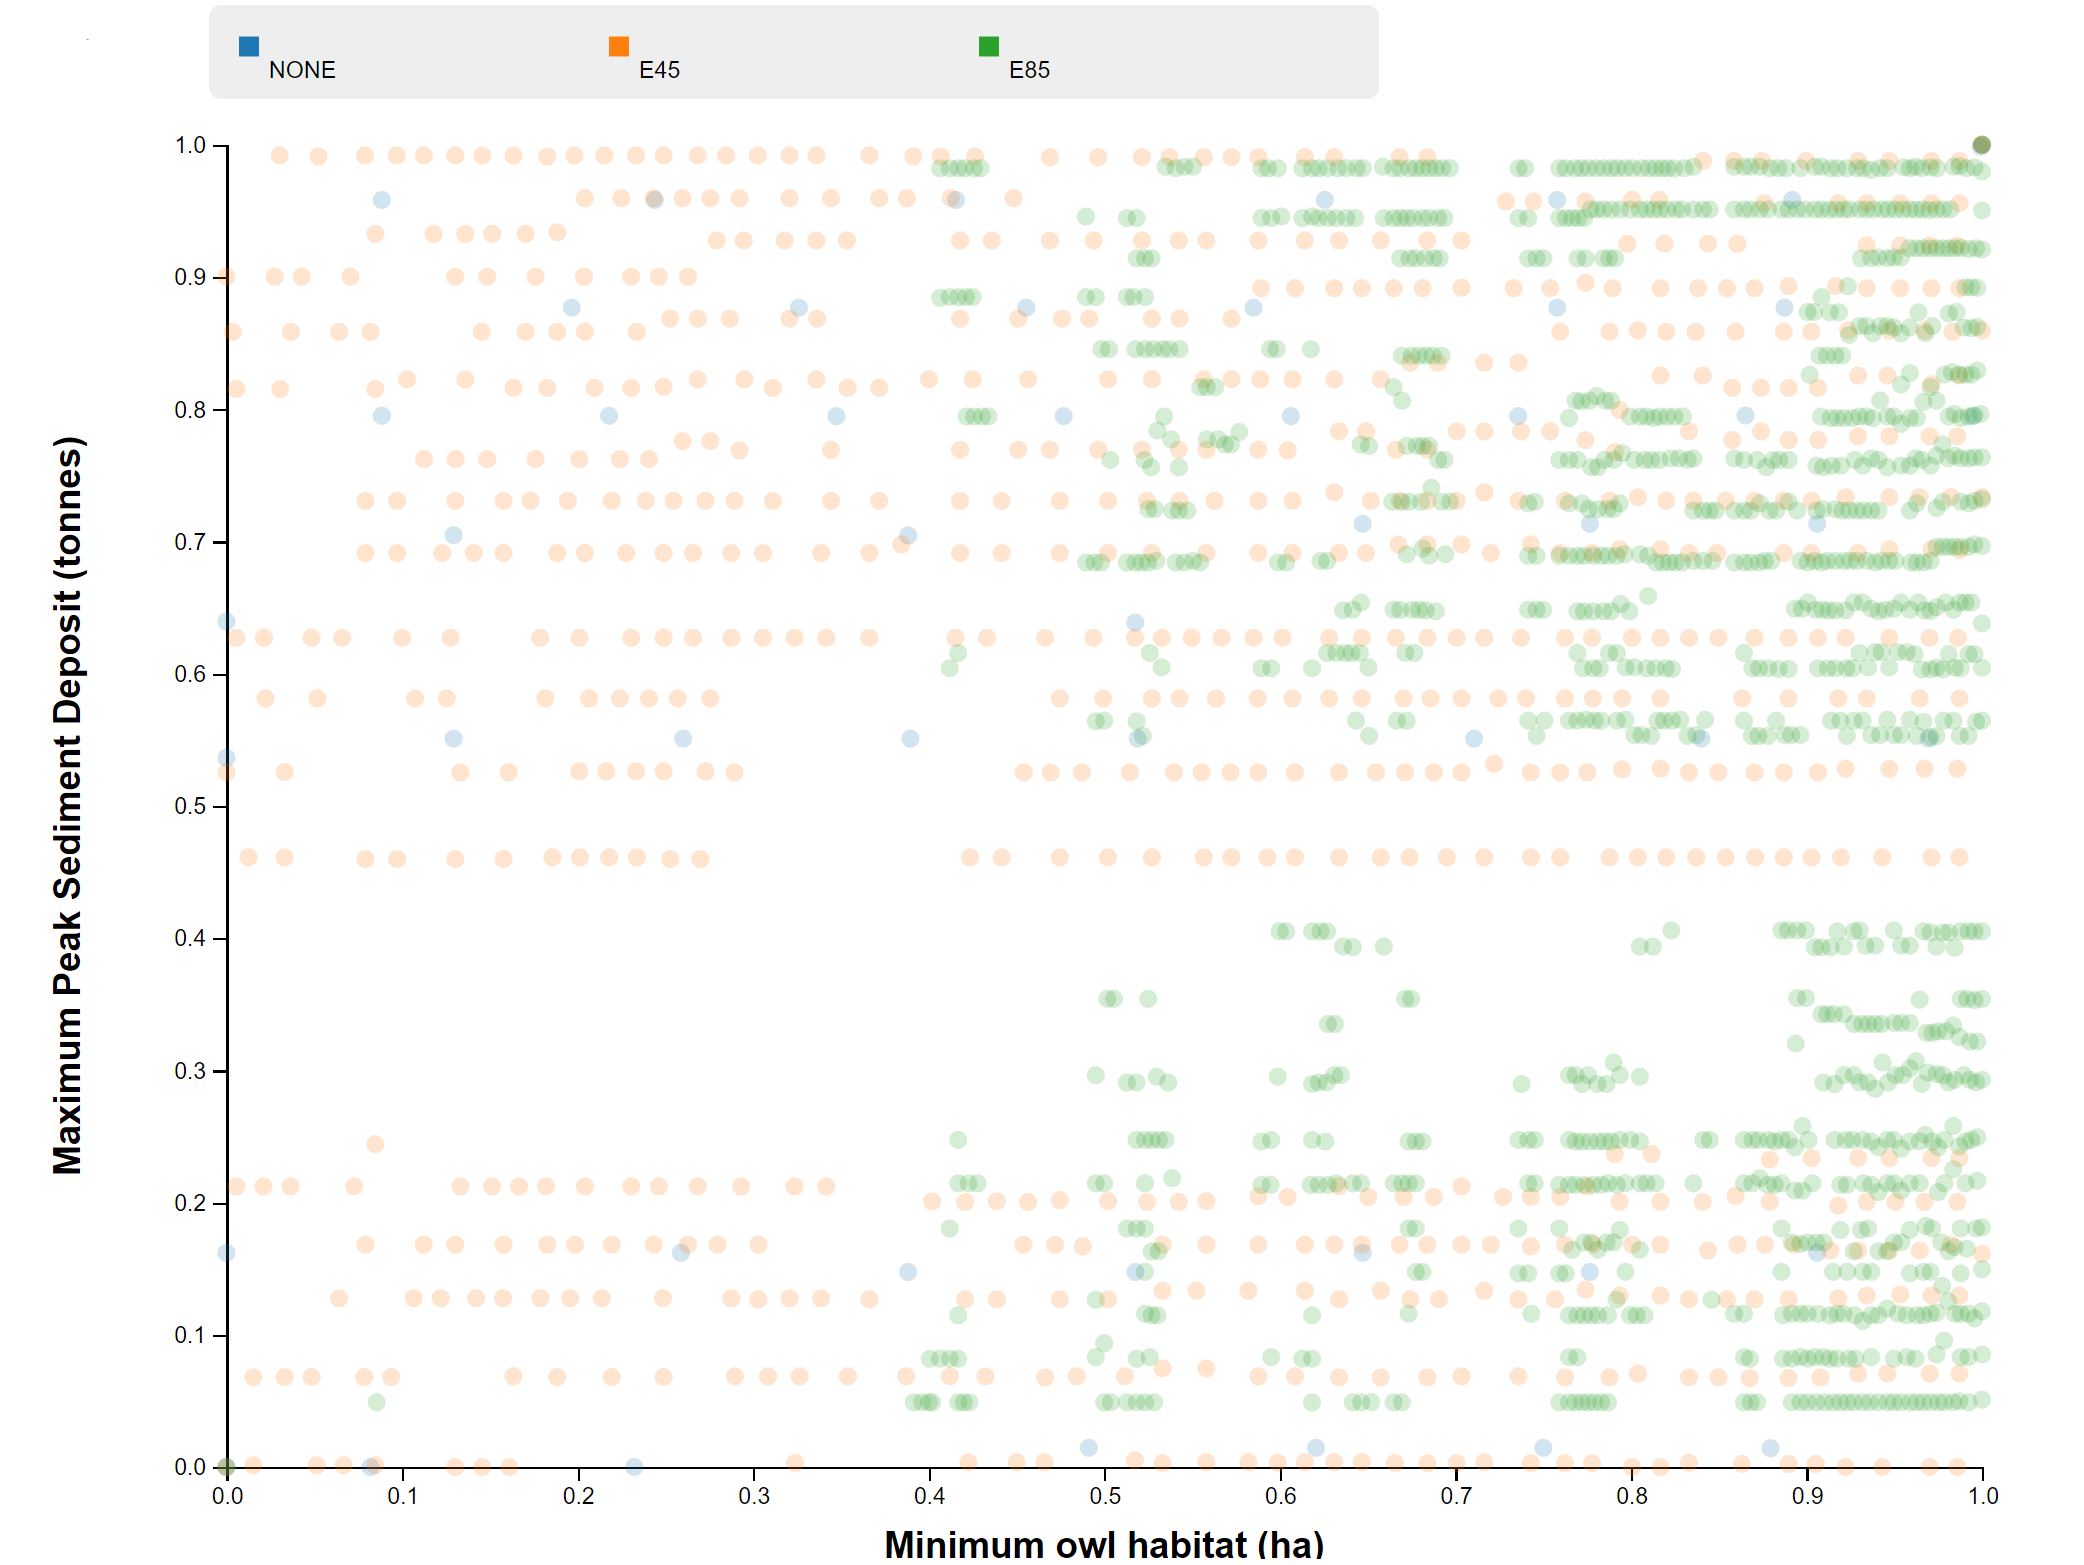 NONE
E45
E85
1.0
0.9
0.8
0.7
0.6
0.5
0.4
0.3
0.2
0.1
0.0
Maximum Peak Sediment Deposit (tonnes)
0.0 0.1 0.2 0.3 0.4 0.5 0.6 0.7 0.8 0.9 1.0
Minimum owl habitat (ha)